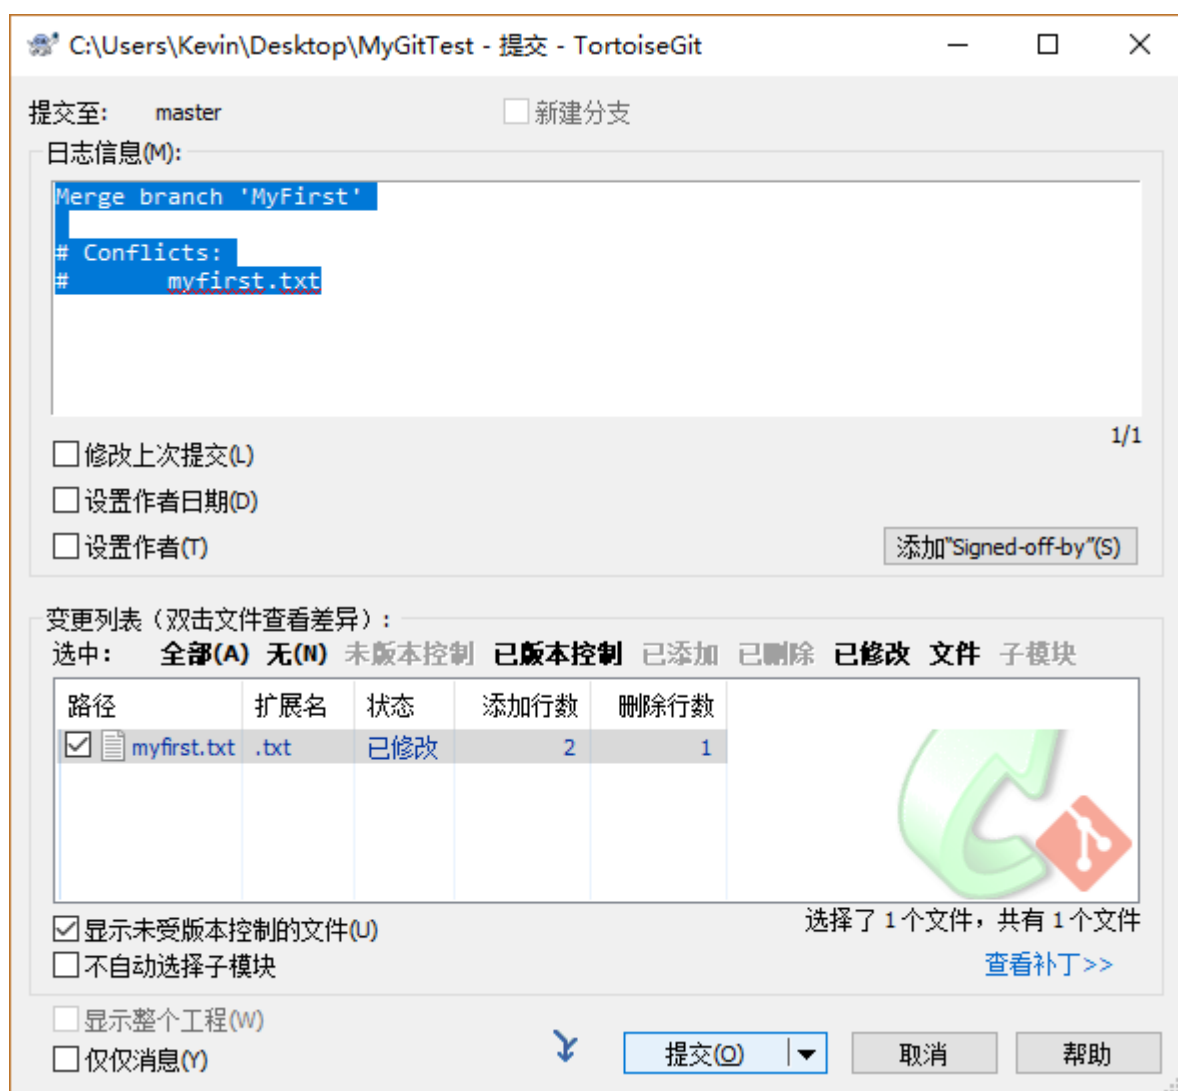 C:\Users\Kevin\Desktop\MyGitTest - 提交 - TortoiseGit
提交至: master 新建分支
日志信息(M):
Merge branch 'MyFirst'
# Conflicts:
# myfirst.txt
1/1
修改上次提交(L)
设置作者日期(D)
设置作者(T) 添加"Signed-off-by"(S)
变更列表（双击文件查看差异）:
选中: 全部(A) 无(N) 未版本控制 已版本控制 已添加 已删除 已修改 文件 子模块
路径 扩展名 状态 添加行数 删除行数
myfirst.txt .txt 已修改 2 1
显示未受版本控制的文件(U) 选择了 1 个文件，共有 1 个文件
不自动选择子模块 查看补丁>>
显示整个工程(W)
仅仅消息(Y) 提交(O) 取消 帮助